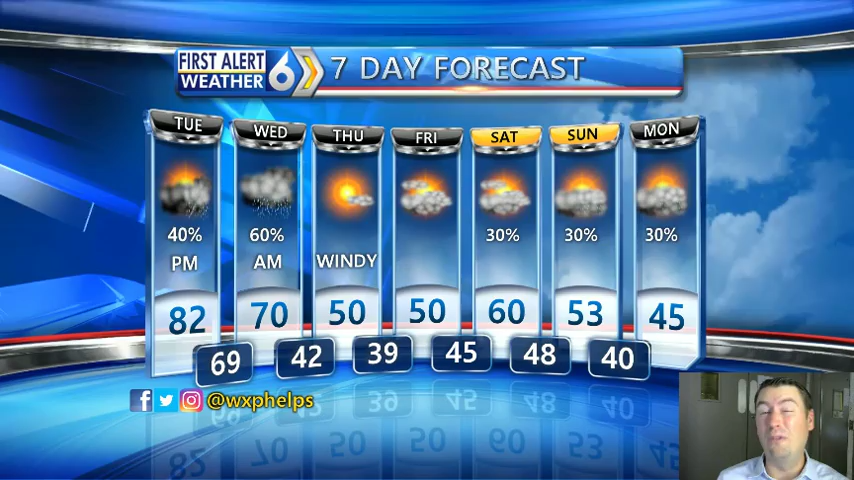 FIRST ALERT
WEATHER 6
7 DAY FORECAST
TUE WED THU FRI SAT SUN MON
40% 60% 30% 30% 30%
PM AM WINDY
82 70 50 50 60 53 45
69 42 39 45 48 40
@wxphelps